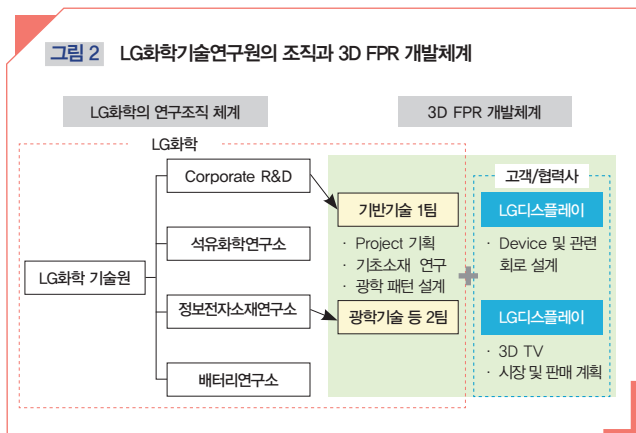 그림 2 LG화학기술연구원의 조직과 3D FPR 개발체계
LG화학의 연구조직 체계
3D FPR 개발체계
LG화학
고객/협력사
LG화학 기술원
Corporate R&D
석유화학연구소
정보전자소재연구소
배터리연구소
기반기술 1팀
· Project 기획
· 기초소재 연구
· 광학 패턴 설계
광학기술 등 2팀
+
LG디스플레이
· Device 및 관련
회로 설계
LG디스플레이
· 3D TV
· 시장 및 판매 계획